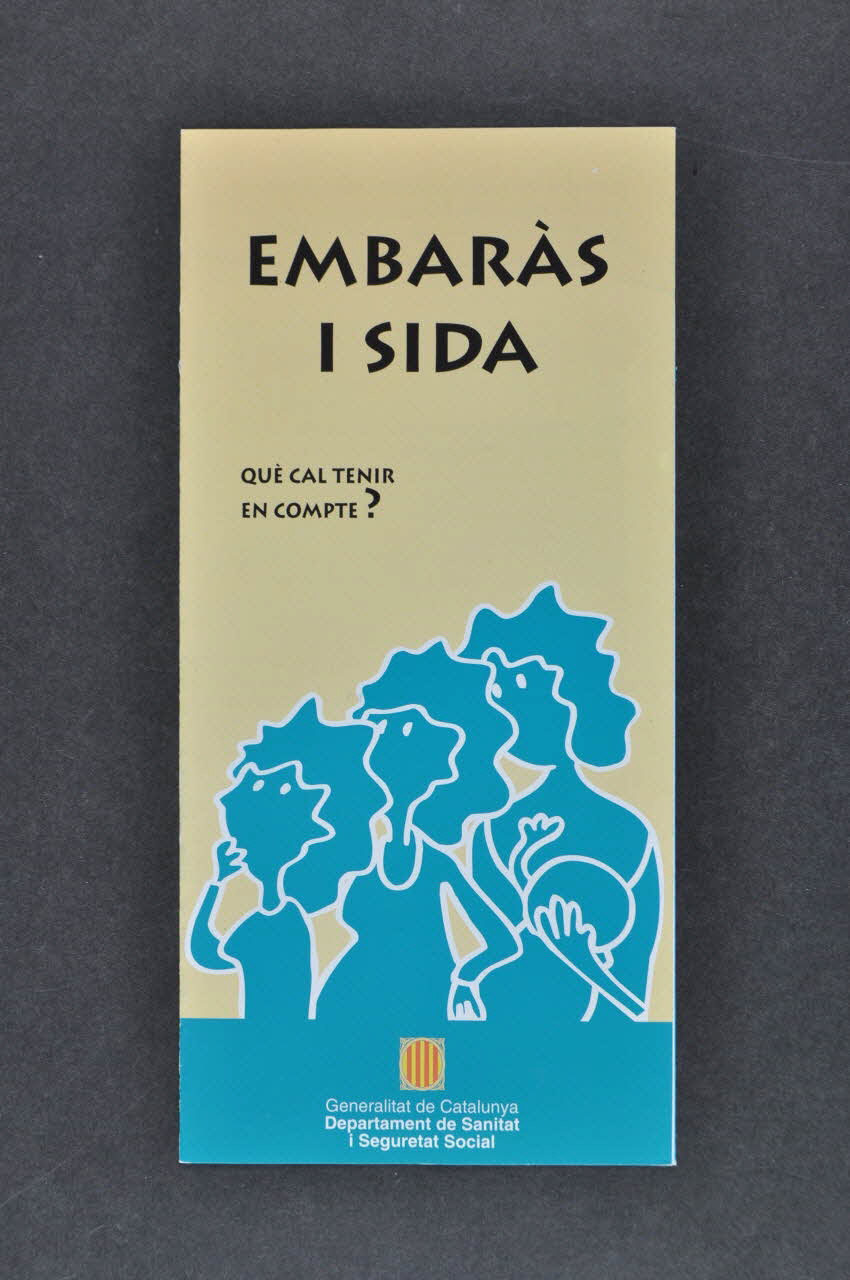 EMBARÀS
I SIDA
QUÈ CAL TENIR
EN COMPTE?
Generalitat de Catalunya
Departament de Sanitat
i Seguretat Social